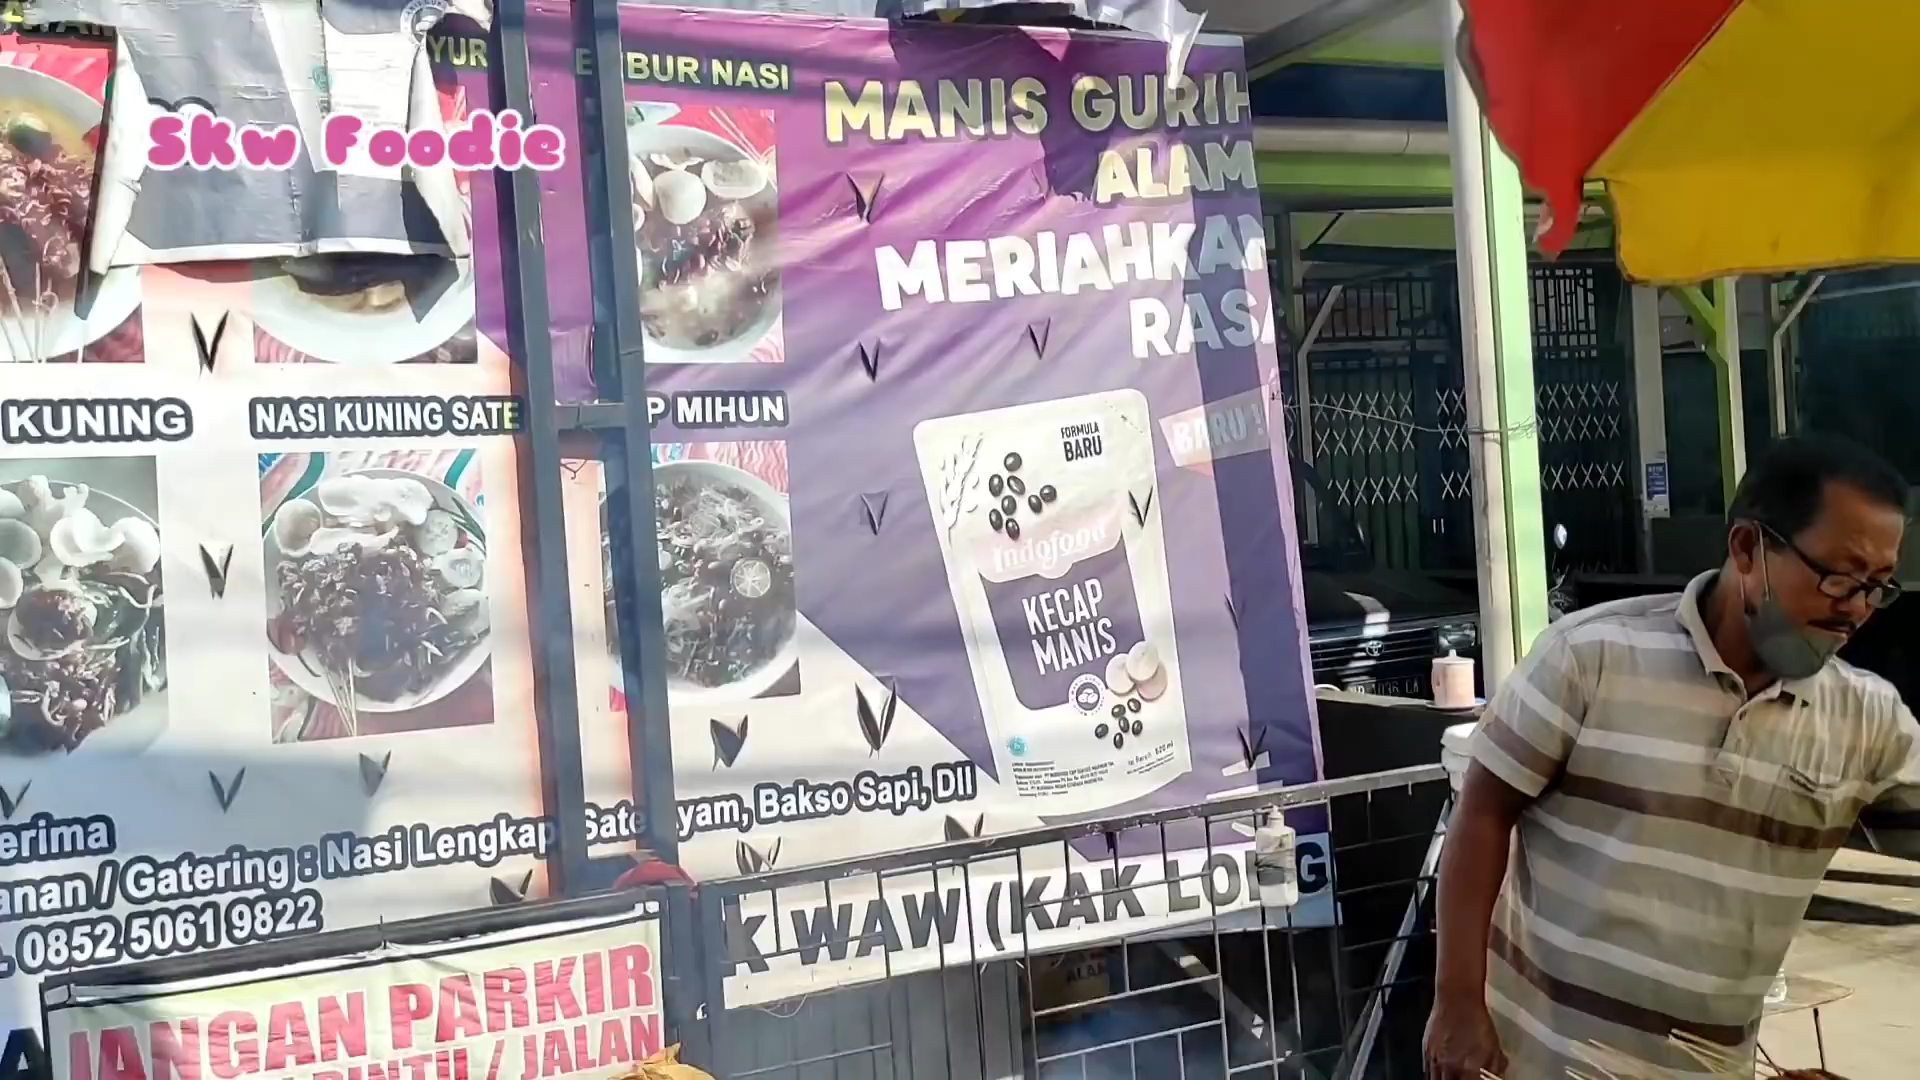 Skw Foodie
BUR NASI
MANIS GURIH
ALAM
MERIAHKAN
RASA
KUNING
NASI KUNING SATE
P MIHUN
BARU !
FORMULA
BARU
Indofood
KECAP
MANIS
erima
anan / Gatering : Nasi Lengkap Sate Ayam, Bakso Sapi, Dll
0852 5061 9822
K WAW (KAK LONG
JANGAN PARKIR
PINTU / JALAN